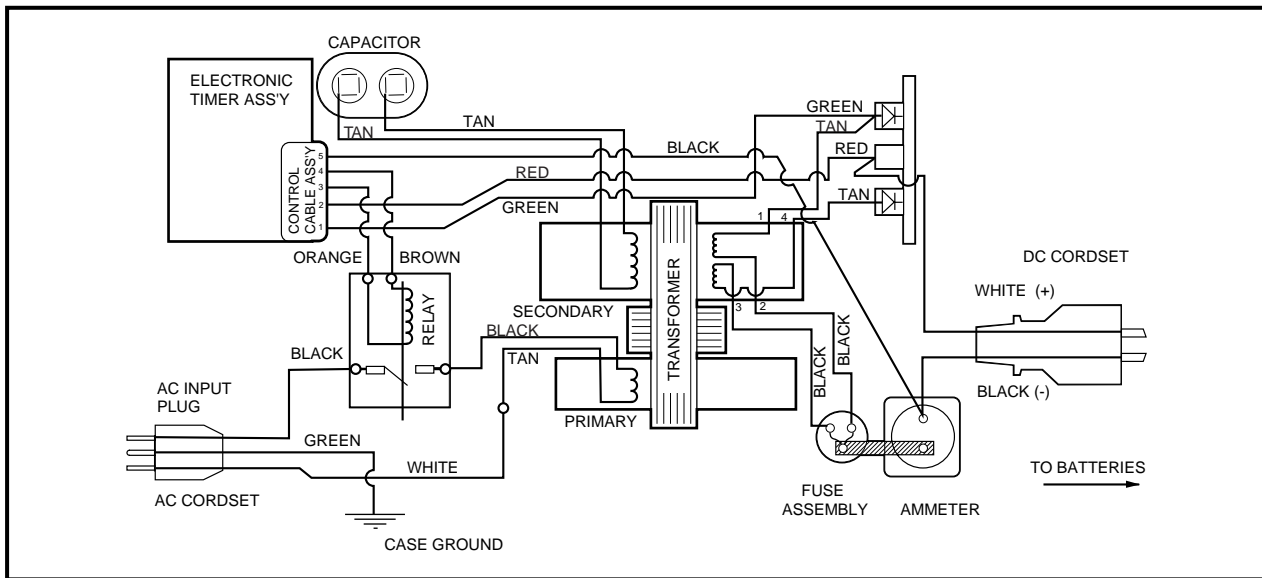 CAPACITOR
ELECTRONIC
TIMER ASS'Y
TAN
TAN
GREEN
TAN
RED
TAN
BLACK
RED
GREEN
CONTROL
CABLE ASS'Y
5
4
3
2
1
ORANGE
BROWN
RELAY
BLACK
BLACK
TAN
SECONDARY
TRANSFORMER
PRIMARY
1
4
3
2
BLACK
BLACK
DC CORDSET
WHITE (+)
BLACK (-)
AC INPUT
PLUG
GREEN
WHITE
AC CORDSET
CASE GROUND
FUSE
ASSEMBLY
AMMETER
TO BATTERIES